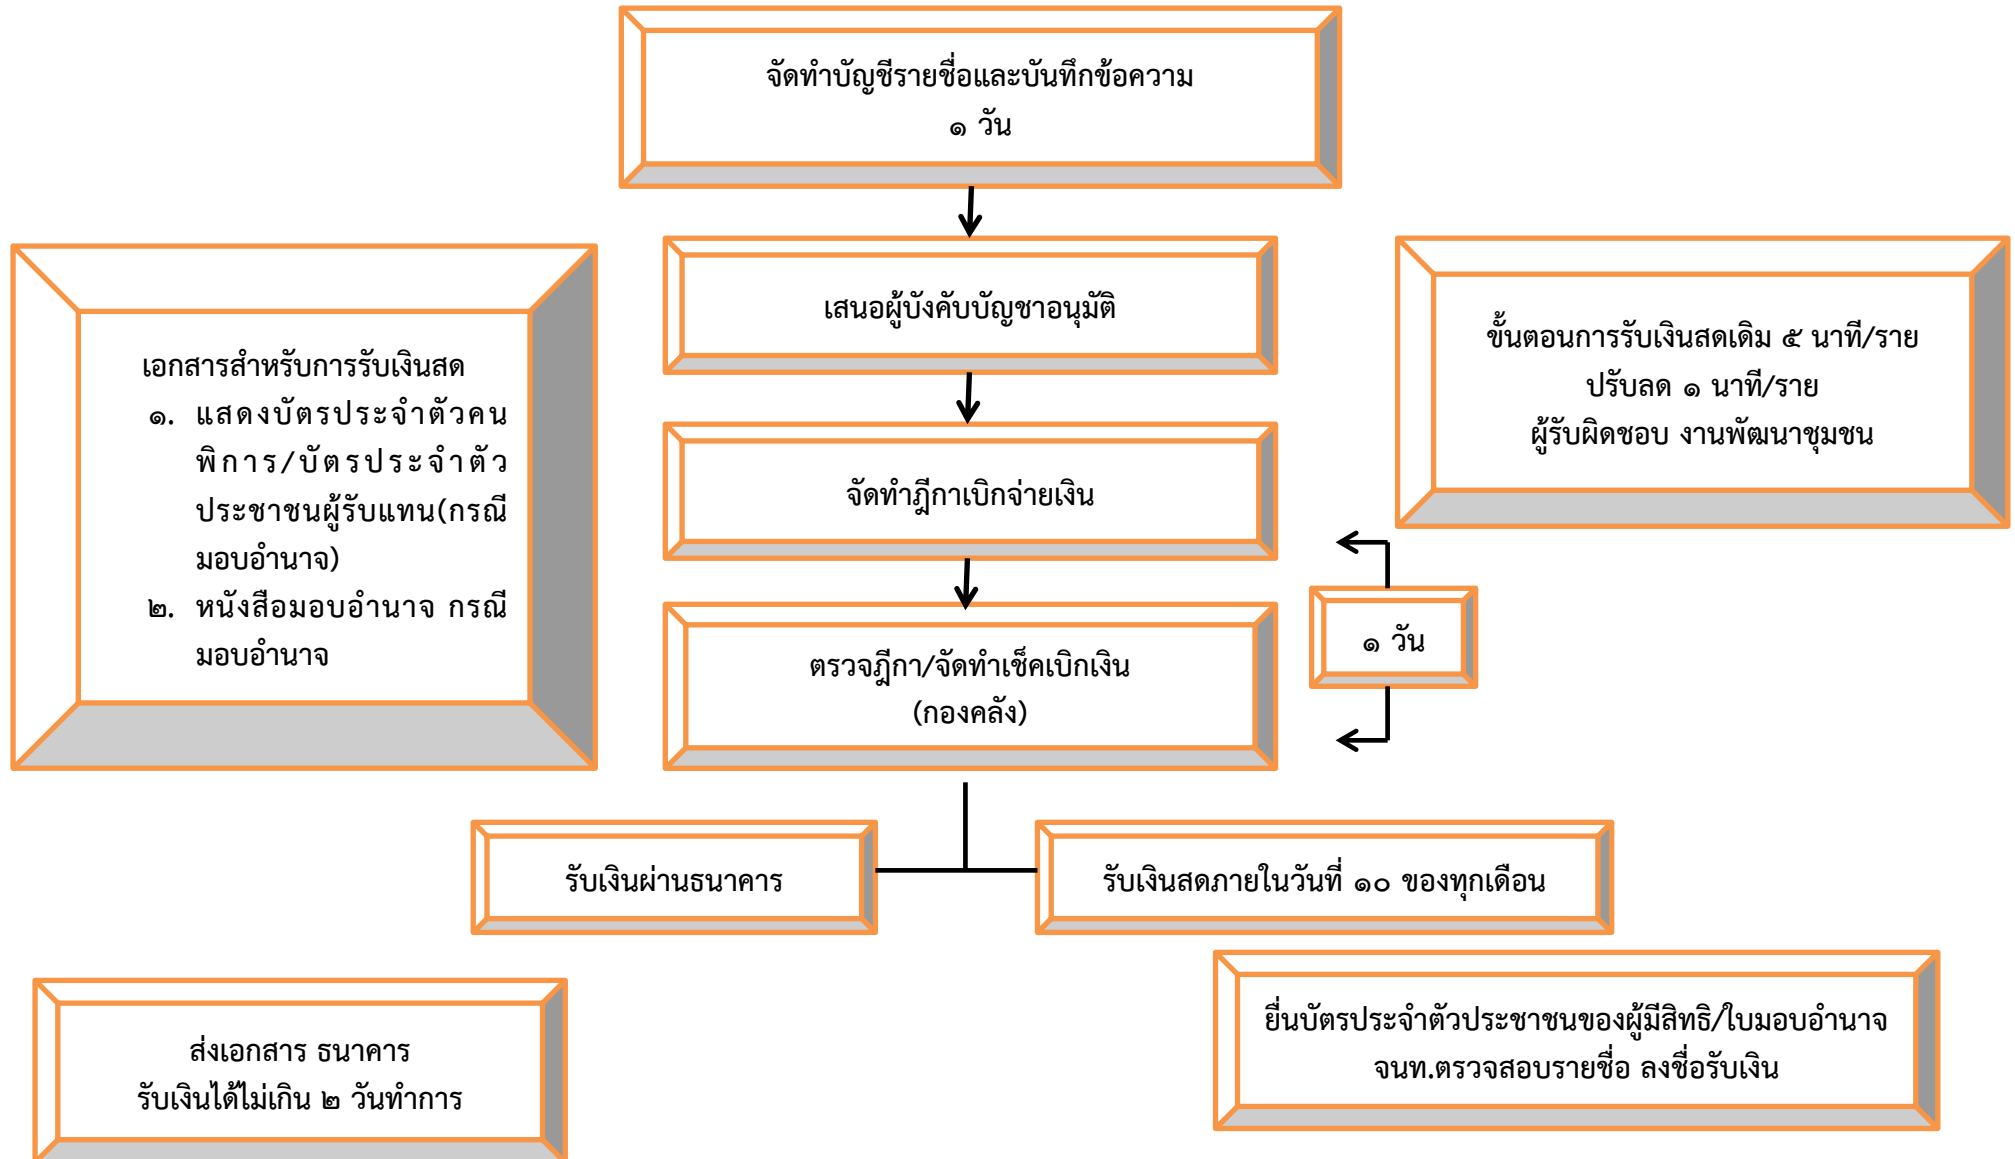 จัดทำบัญชีรายชื่อและบันทึกข้อความ
๑ วัน
เสนอผู้บังคับบัญชาอนุมัติ
เอกสารสำหรับการรับเงินสด
๑. แสดงบัตรประจำตัวคน
พิการ/บัตรประจำตัว
ประชาชนผู้รับแทน(กรณี
มอบอำนาจ)
๒. หนังสือมอบอำนาจ กรณี
มอบอำนาจ
ขั้นตอนการรับเงินสดเดิม ๕ นาที/ราย
ปรับลด ๑ นาที/ราย
ผู้รับผิดชอบ งานพัฒนาชุมชน
จัดทำฎีกาเบิกจ่ายเงิน
๑ วัน
ตรวจฎีกา/จัดทำเช็คเบิกเงิน
(กองคลัง)
รับเงินผ่านธนาคาร
รับเงินสดภายในวันที่ ๑๐ ของทุกเดือน
ส่งเอกสาร ธนาคาร
รับเงินได้ไม่เกิน ๒ วันทำการ
ยื่นบัตรประจำตัวประชาชนของผู้มีสิทธิ/ใบมอบอำนาจ
จนท.ตรวจสอบรายชื่อ ลงชื่อรับเงิน